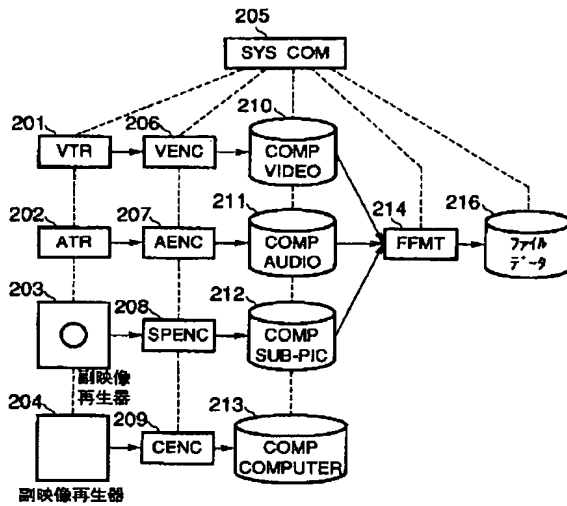 205
SYS COM
201
206
210
VTR
VENC
COMP
VIDEO
202
207
211
214
216
ATR
AENC
COMP
AUDIO
FFMT
ファイル
データ
203
208
212
SPENC
COMP
SUB-PIC
副映像
再生器
204
209
213
CENC
COMP
COMPUTER
副映像再生器